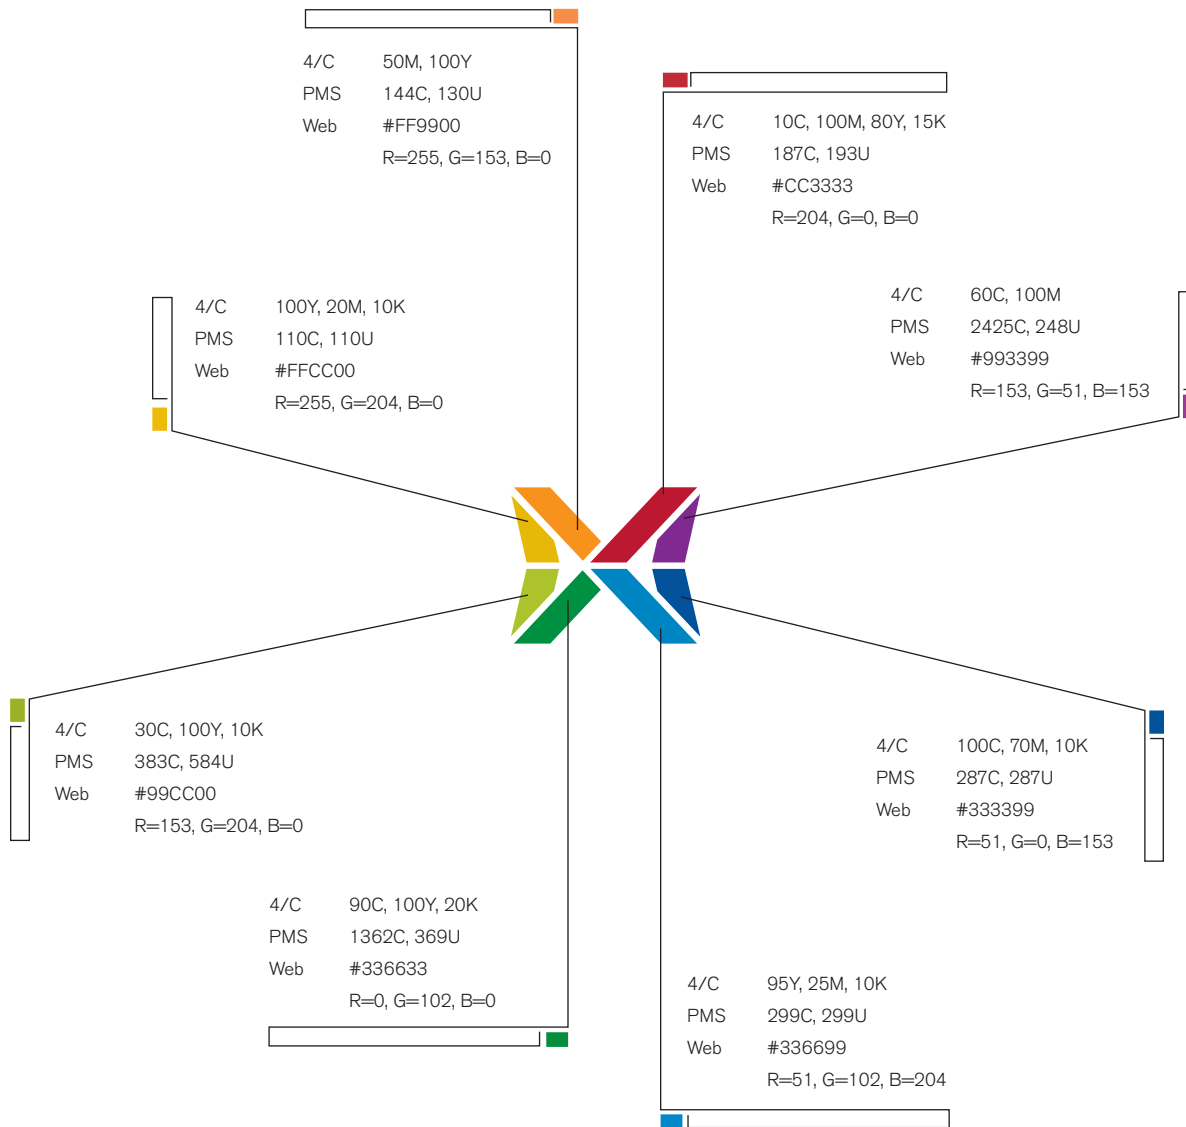 4/C 50M, 100Y
PMS 144C, 130U
Web #FF9900
R=255, G=153, B=0
4/C 10C, 100M, 80Y, 15K
PMS 187C, 193U
Web #CC3333
R=204, G=0, B=0
4/C 100Y, 20M, 10K
PMS 110C, 110U
Web #FFCC00
R=255, G=204, B=0
4/C 60C, 100M
PMS 2425C, 248U
Web #993399
R=153, G=51, B=153
4/C 30C, 100Y, 10K
PMS 383C, 584U
Web #99CC00
R=153, G=204, B=0
4/C 100C, 70M, 10K
PMS 287C, 287U
Web #333399
R=51, G=0, B=153
4/C 90C, 100Y, 20K
PMS 1362C, 369U
Web #336633
R=0, G=102, B=0
4/C 95Y, 25M, 10K
PMS 299C, 299U
Web #336699
R=51, G=102, B=204